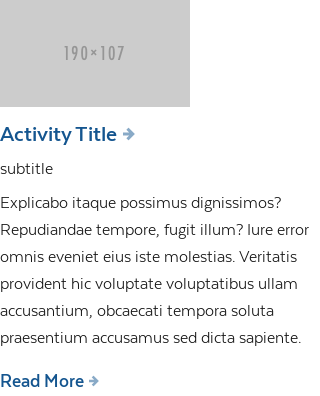 190×107
Activity Title
subtitle
Explicabo itaque possimus dignissimos?
Repudiandae tempore, fugit illum? Iure error
omnis eveniet eius iste molestias. Veritatis
provident hic voluptate voluptatibus ullam
accusantium, obcaecati tempora soluta
praesentium accusamus sed dicta sapiente.
Read More